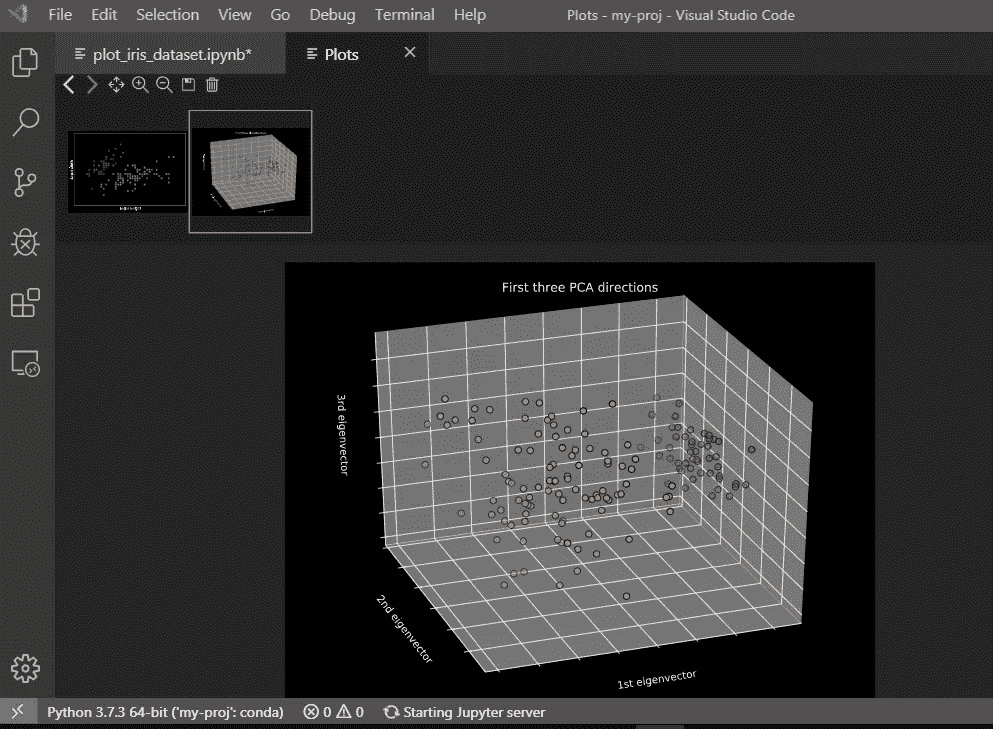 File Edit Selection View Go Debug Terminal Help Plots - my-proj - Visual Studio Code
plot_iris_dataset.ipynb* Plots
First three PCA directions
3rd eigenvector
2nd eigenvector
1st eigenvector
Python 3.7.3 64-bit ('my-proj': conda) 0 0 Starting Jupyter server